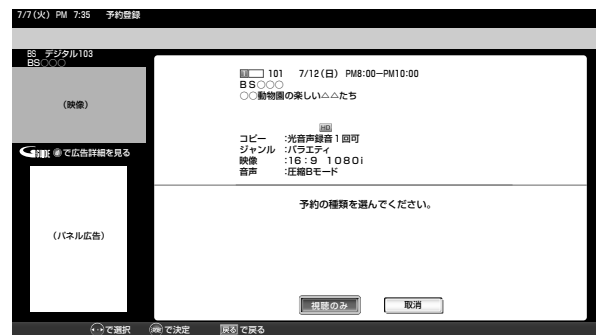 7/7(火) PM 7:35 予約登録
BS デジタル103
BS○○○
(映像)
GGUIDE ●で広告詳細を見る
(パネル広告)
101 7/12(日) PM8:00−PM10:00
BS○○○
○○動物園の楽しい△△たち
HD
コピー :光音声録音1回可
ジャンル :バラエティ
映像 :16:9 1080i
音声 :圧縮Bモード
予約の種類を選んでください。
視聴のみ 取消
で選択 決定で決定 戻るで戻る